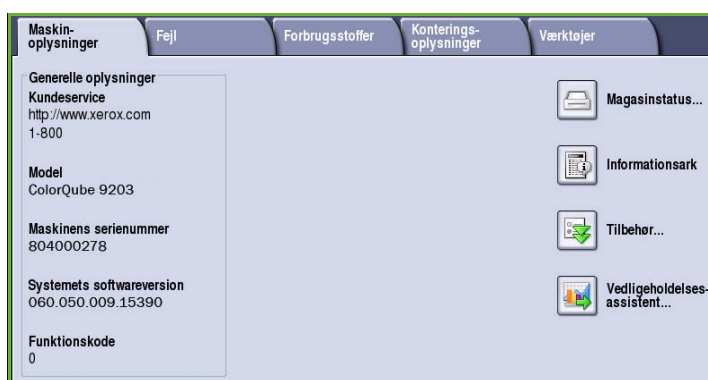 Maskin-
oplysninger
Fejl
Forbrugsstoffer
Konterings-
oplysninger
Værktøjer
Generelle oplysninger
Kundeservice
http://www.xerox.com
1-800
Model
ColorQube 9203
Maskinens serienummer
804000278
Systemets softwareversion
060.050.009.15390
Funktionskode
0
Magasinstatus...
Informationsark
Tilbehør...
Vedligeholdelses-
assistent...